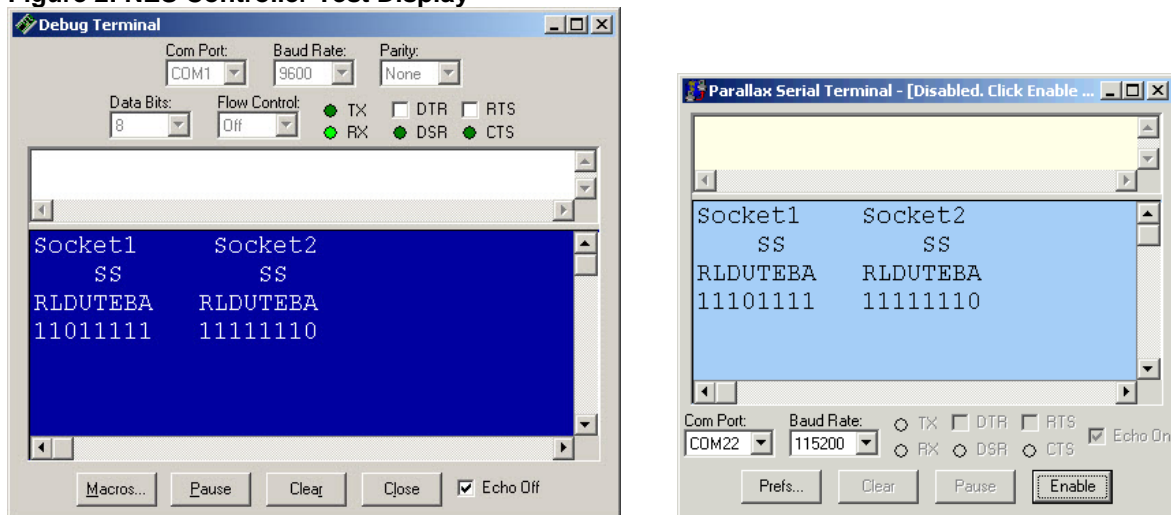 Figure 2. NES Controller Test Display
Debug Terminal
Com Port: Baud Rate: Parity:
COM1 9600 None
Data Bits: Flow Control: TX DTR RTS
8 Off RX DSR CTS
Socket1 Socket2
SS SS
RLDUTEBA RLDUTEBA
11011111 11111110
Macros... Pause Clear Close Echo Off
Parallax Serial Terminal - [Disabled. Click Enable ...
Socket1 Socket2
SS SS
RLDUTEBA RLDUTEBA
11101111 11111110
Com Port: Baud Rate: TX DTR RTS
COM22 115200 RX DSR CTS Echo On
Prefs... Clear Pause Enable